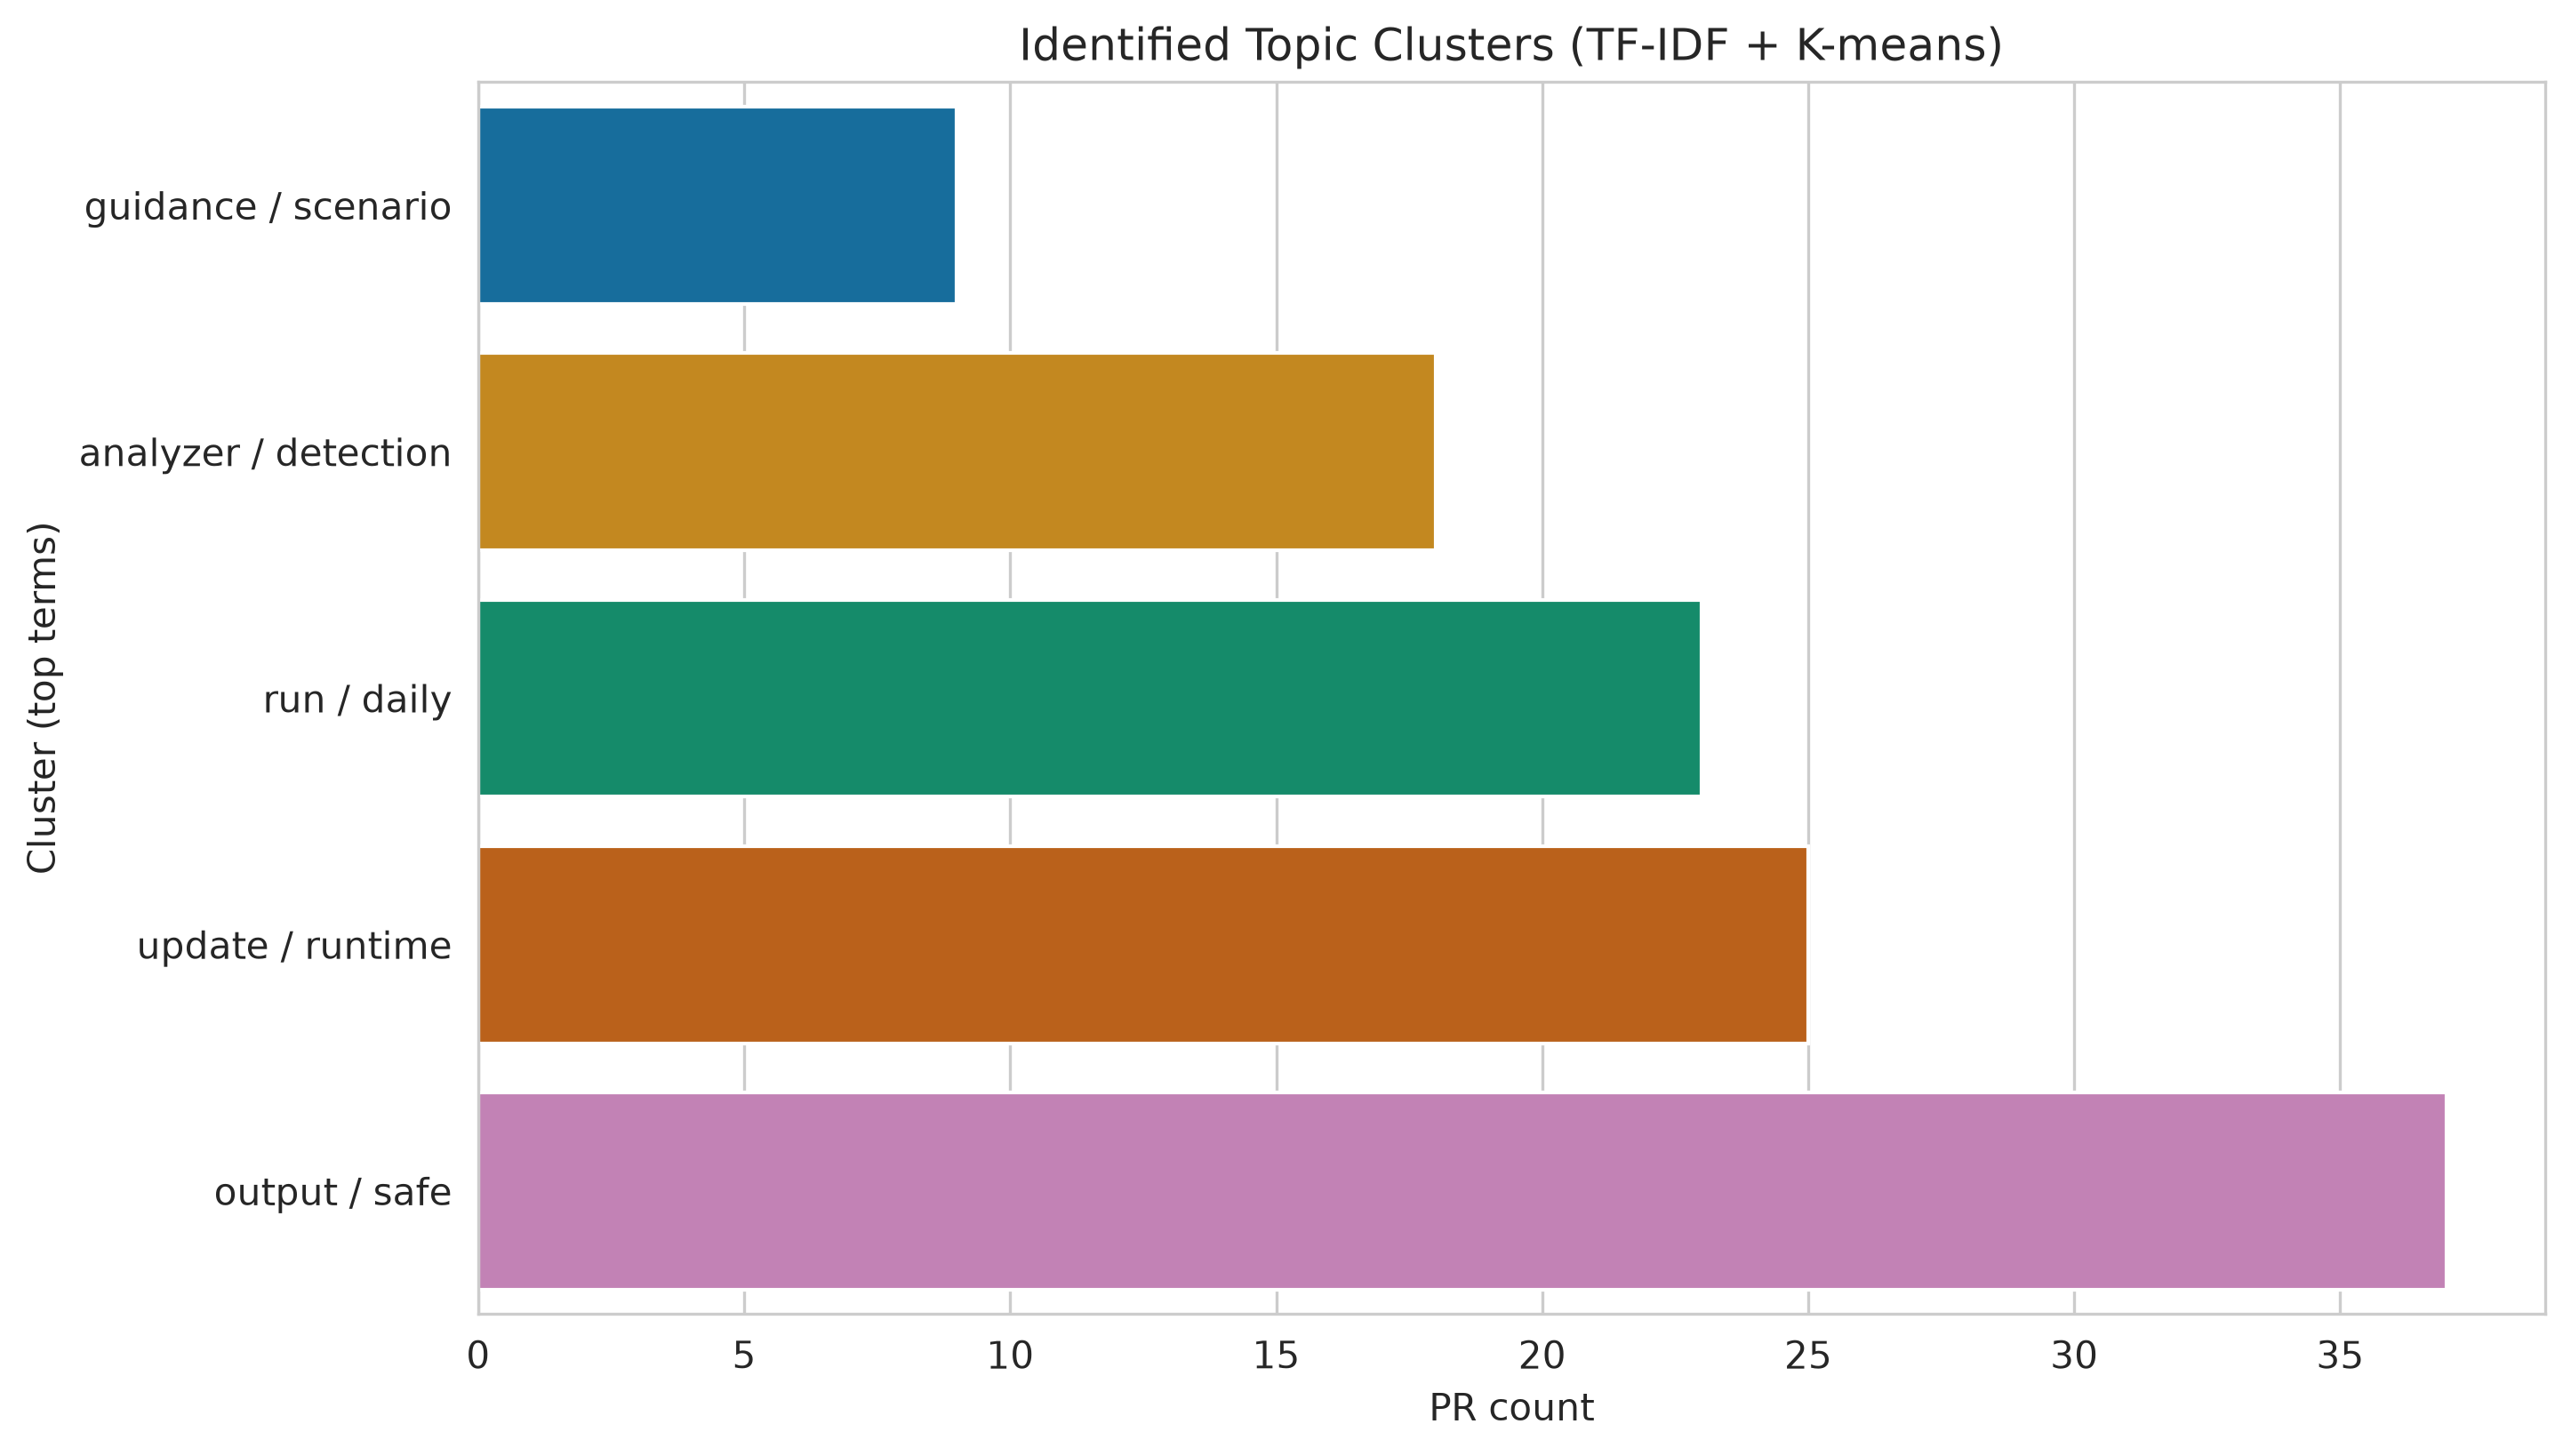 Identified Topic Clusters (TF-IDF + K-means)
Cluster (top terms)
guidance / scenario
analyzer / detection
run / daily
update / runtime
output / safe
0 5 10 15 20 25 30 35
PR count